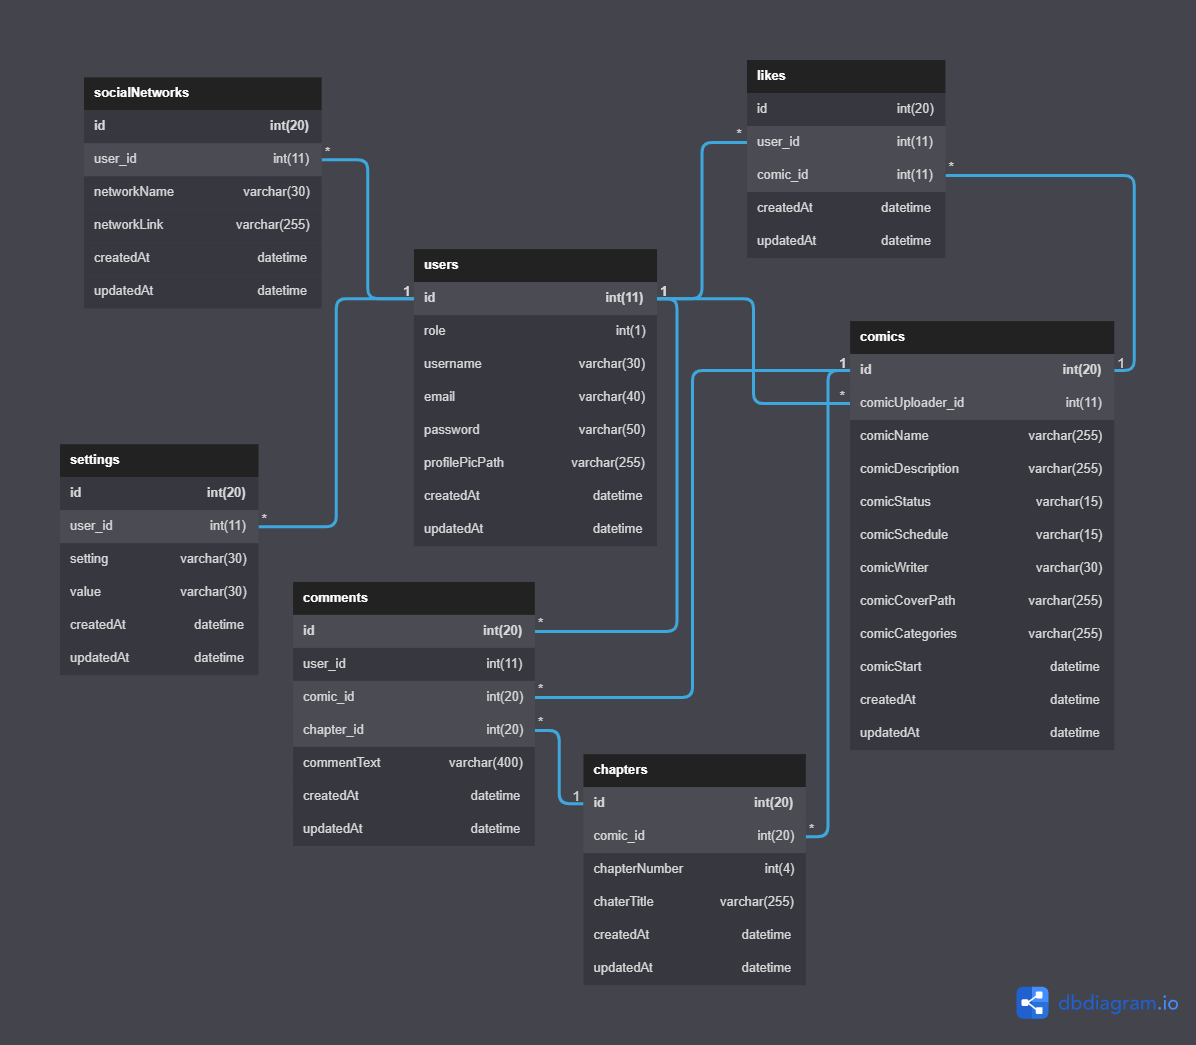 socialNetworks
id int(20)
user_id int(11)
networkName varchar(30)
networkLink varchar(255)
createdAt datetime
updatedAt datetime
*
likes
id int(20)
user_id int(11)
comic_id int(11)
createdAt datetime
updatedAt datetime
*
*
users
id int(11)
role int(1)
username varchar(30)
email varchar(40)
password varchar(50)
profilePicPath varchar(255)
createdAt datetime
updatedAt datetime
1
1
comics
id int(20)
comicUploader_id int(11)
comicName varchar(255)
comicDescription varchar(255)
comicStatus varchar(15)
comicSchedule varchar(15)
comicWriter varchar(30)
comicCoverPath varchar(255)
comicCategories varchar(255)
comicStart datetime
createdAt datetime
updatedAt datetime
1
1
*
settings
id int(20)
user_id int(11)
setting varchar(30)
value varchar(30)
createdAt datetime
updatedAt datetime
*
comments
id int(20)
user_id int(11)
comic_id int(20)
chapter_id int(20)
commentText varchar(400)
createdAt datetime
updatedAt datetime
*
*
*
chapters
id int(20)
comic_id int(20)
chapterNumber int(4)
chaterTitle varchar(255)
createdAt datetime
updatedAt datetime
1
*
dbdiagram.io